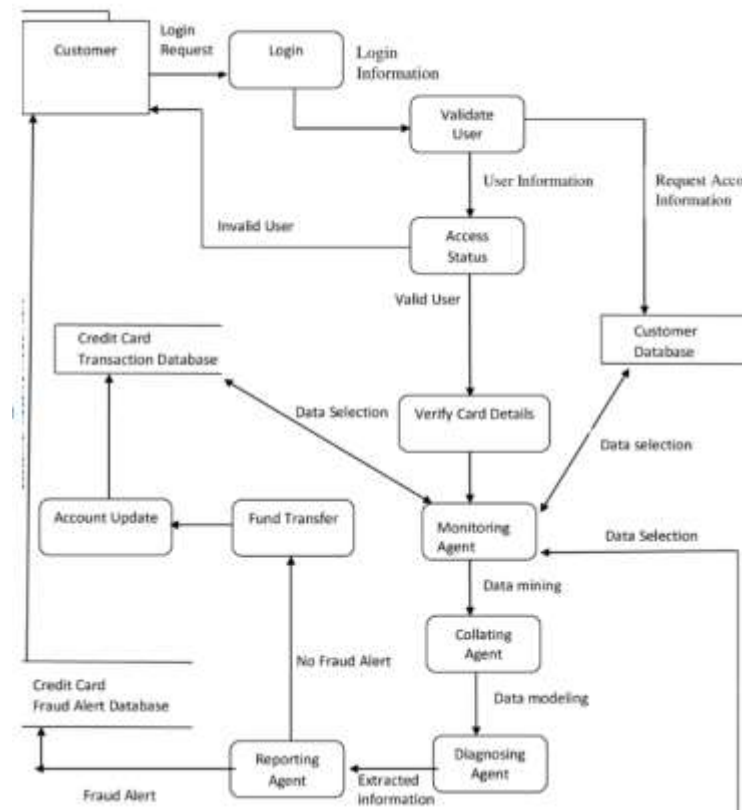 Customer
Login
Request
Login
Login
Information
Validate
User
User Information
Request Acco
Information
Invalid User
Access
Status
Valid User
Credit Card
Transaction Database
Customer
Database
Data Selection
Verify Card Details
Data selection
Account Update
Fund Transfer
Monitoring
Agent
Data Selection
Data mining
Collating
Agent
No Fraud Alert
Credit Card
Fraud Alert Database
Data modeling
Reporting
Agent
Extracted
information
Diagnosing
Agent
Fraud Alert